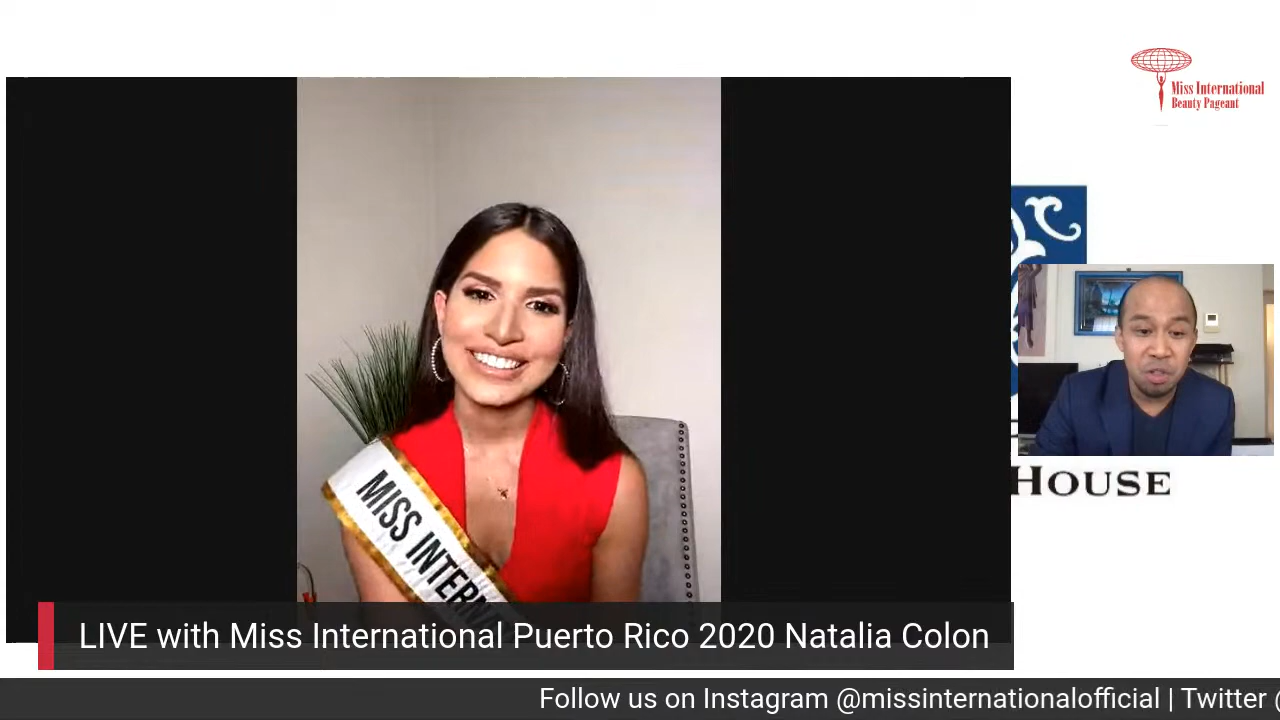 Miss International
Beauty Pageant
MISS INTERN
HOUSE
LIVE with Miss International Puerto Rico 2020 Natalia Colon
Follow us on Instagram @missinternationalofficial | Twitter @